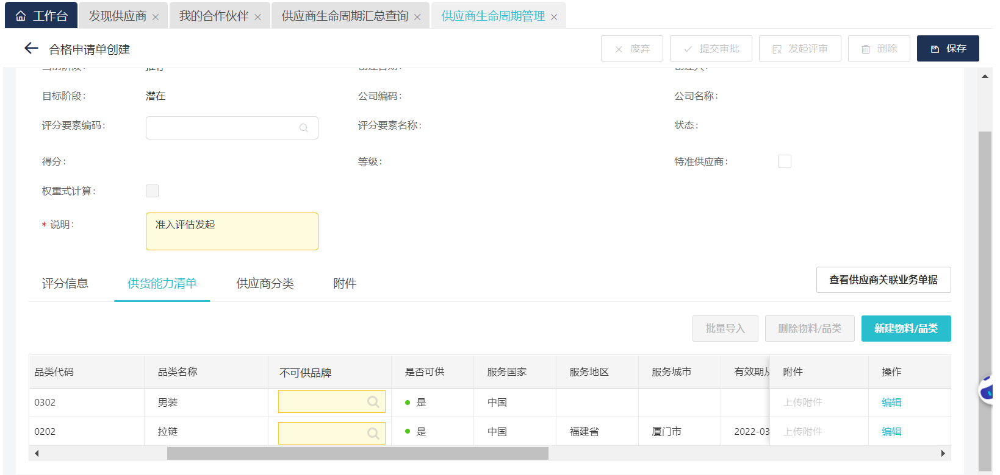 工作台 发现供应商 × 我的合作伙伴 × 供应商生命周期汇总查询 × 供应商生命周期管理 ×
合格申请单创建 废弃 提交审批 发起评审 删除 保存
目标阶段: 潜在 公司编码: 公司名称:
评分要素编码: 评分要素名称: 状态:
得分: 等级: 特准供应商:
权重式计算:
* 说明: 准入评估发起
评分信息 供货能力清单 供应商分类 附件 查看供应商关联业务单据
批量导入 删除物料/品类 新建物料/品类
品类代码 品类名称 不可供品牌 是否可供 服务国家 服务地区 服务城市 有效期从 附件 操作
0302 男装 是 中国 上传附件 编辑
0202 拉链 是 中国 福建省 厦门市 2022-03 上传附件 编辑